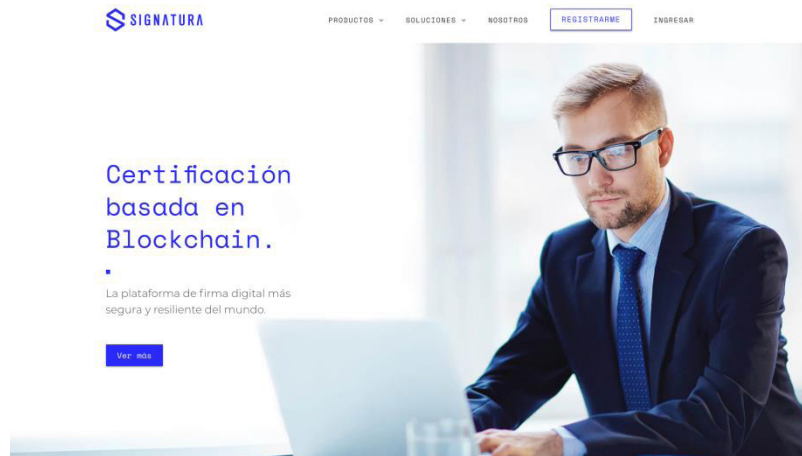 SIGNATURA
PRODUCTOS
SOLUCIONES
NOSOTROS
REGISTRARME
INGRESAR
Certificación
basada en
Blockchain.
La plataforma de firma digital más
segura y resiliente del mundo.
Ver más